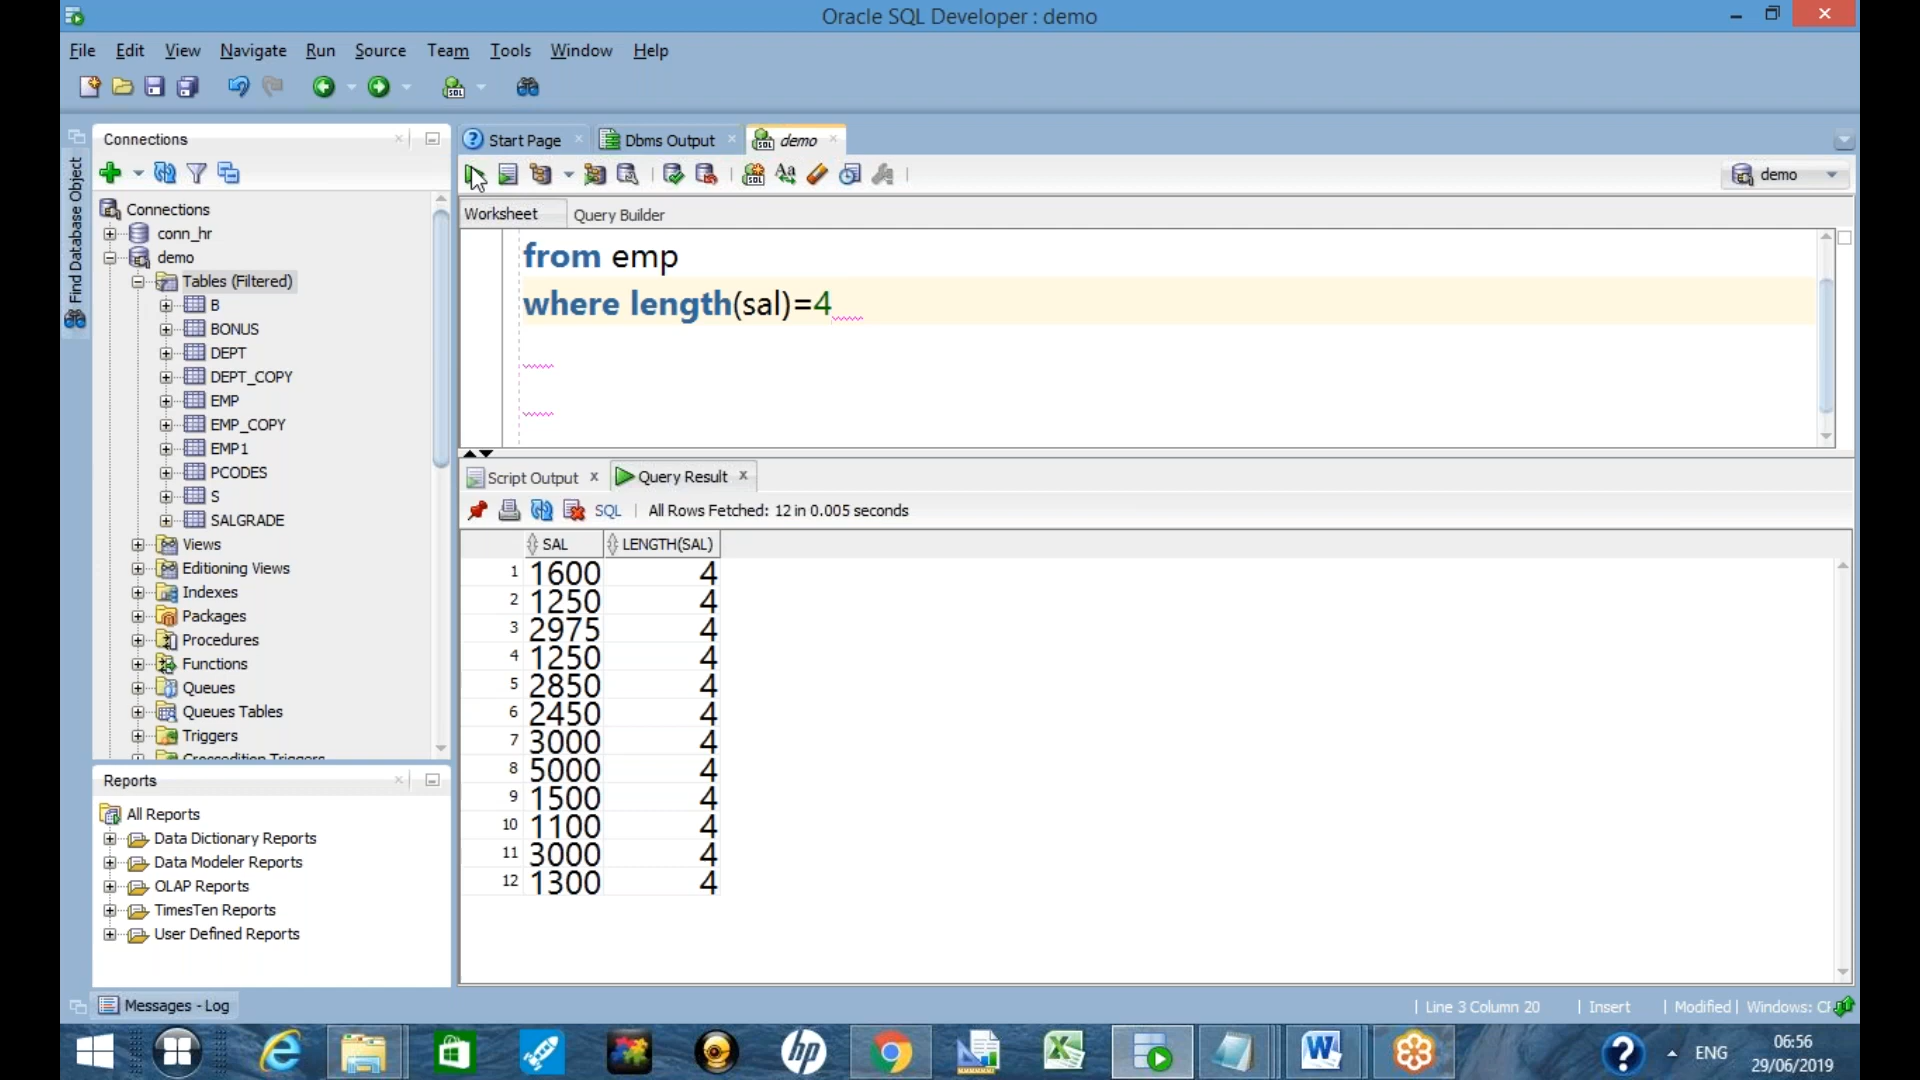 Oracle SQL Developer : demo
File Edit View Navigate Run Source Team Tools Window Help
Find Database Object
Connections
Connections
conn_hr
demo
Tables (Filtered)
B
BONUS
DEPT
DEPT_COPY
EMP
EMP_COPY
EMP1
PCODES
S
SALGRADE
Views
Editioning Views
Indexes
Packages
Procedures
Functions
Queues
Queues Tables
Triggers
Crossedition Triggers
Reports
All Reports
Data Dictionary Reports
Data Modeler Reports
OLAP Reports
TimesTen Reports
User Defined Reports
Start Page Dbms Output demo
demo
Worksheet Query Builder
from emp
where length(sal)=4
Script Output x Query Result x
SQL | All Rows Fetched: 12 in 0.005 seconds
SAL LENGTH(SAL)
1 1600 4
2 1250 4
3 2975 4
4 1250 4
5 2850 4
6 2450 4
7 3000 4
8 5000 4
9 1500 4
10 1100 4
11 3000 4
12 1300 4
Messages - Log
| Line 3 Column 20 | Insert | Modified | Windows:
hp
ENG
06:56
29/06/2019